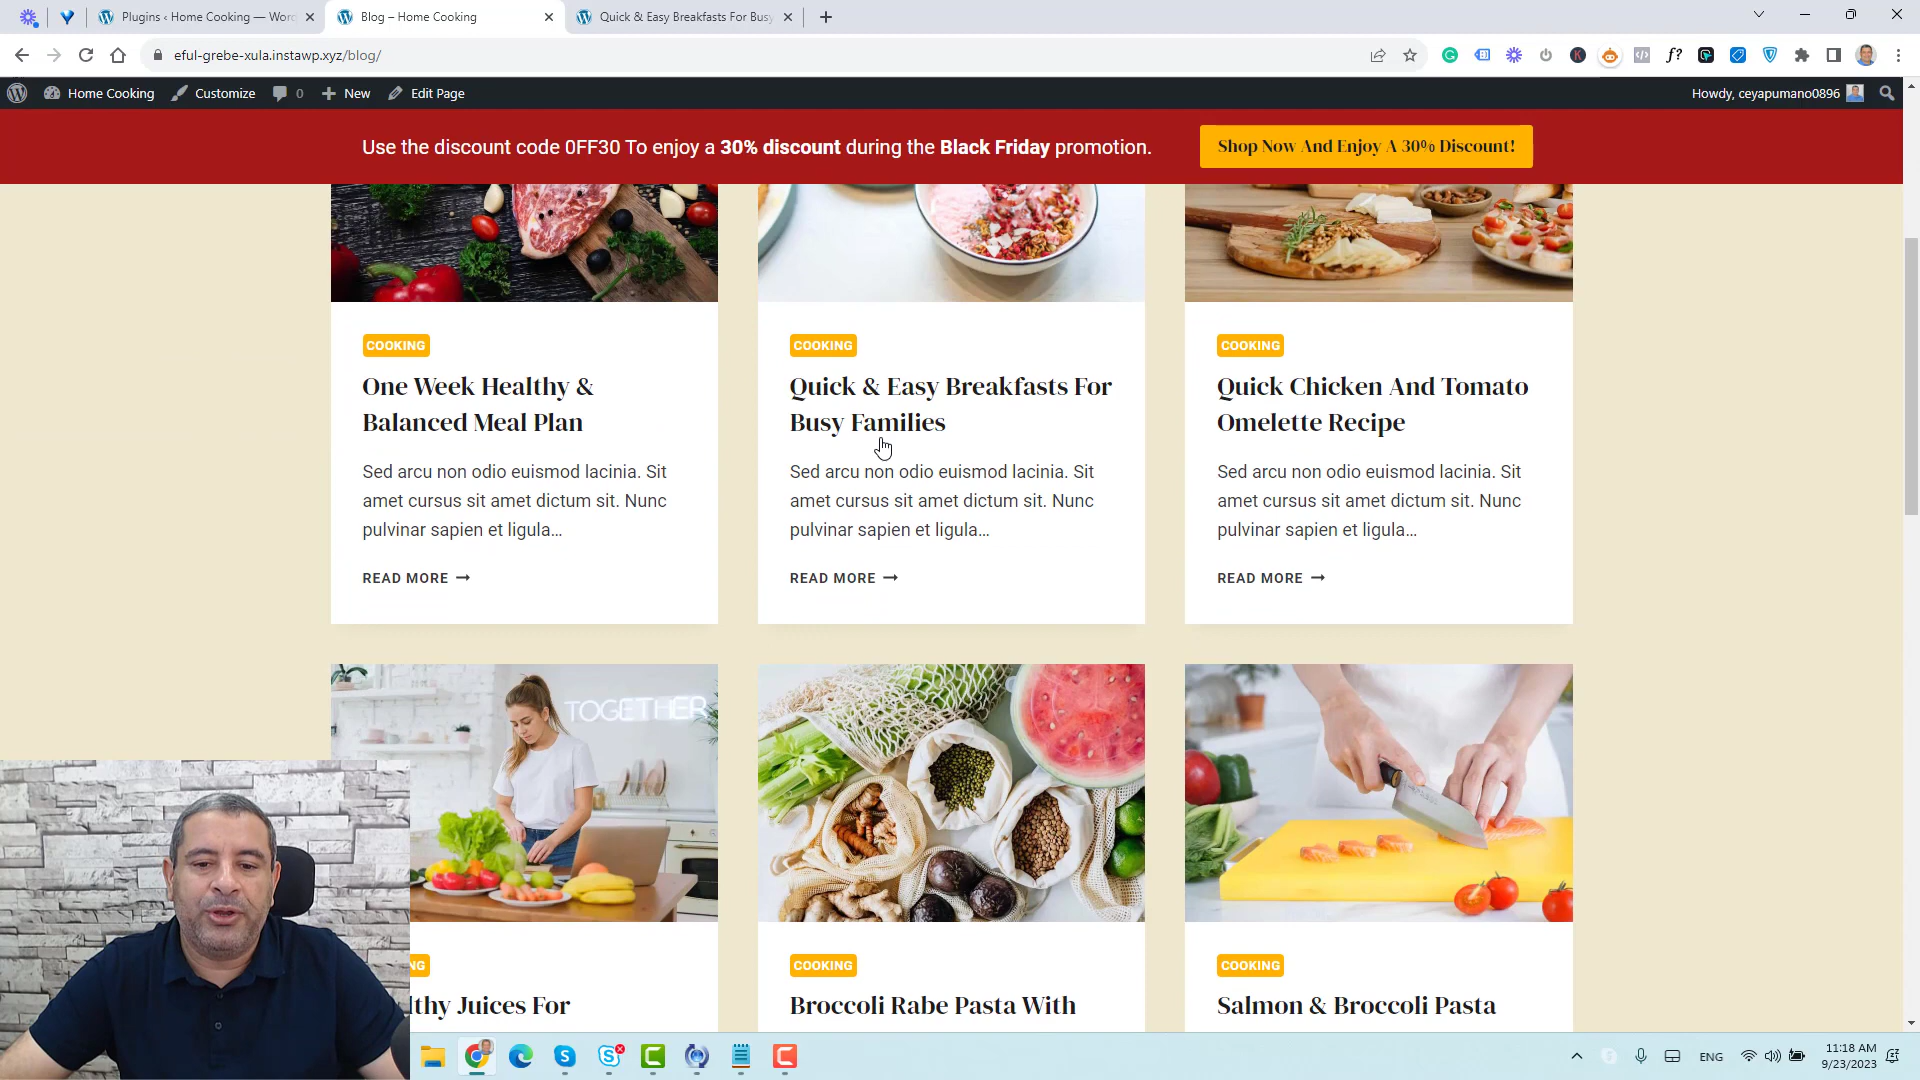 Plugins ‹ Home Cooking — Wor
Blog – Home Cooking
Quick & Easy Breakfasts For Busy
eful-grebe-xula.instawp.xyz/blog/
Home Cooking
Customize
0
New
Edit Page
Howdy, ceyapumano0896
Use the discount code OFF30 To enjoy a 30% discount during the Black Friday promotion.
Shop Now And Enjoy A 30% Discount!
COOKING
One Week Healthy &
Balanced Meal Plan
Sed arcu non odio euismod lacinia. Sit
amet cursus sit amet dictum sit. Nunc
pulvinar sapien et ligula…
READ MORE →
COOKING
Quick & Easy Breakfasts For
Busy Families
Sed arcu non odio euismod lacinia. Sit
amet cursus sit amet dictum sit. Nunc
pulvinar sapien et ligula…
READ MORE →
COOKING
Quick Chicken And Tomato
Omelette Recipe
Sed arcu non odio euismod lacinia. Sit
amet cursus sit amet dictum sit. Nunc
pulvinar sapien et ligula…
READ MORE →
TOGETHER
NG
lthy Juices For
COOKING
Broccoli Rabe Pasta With
COOKING
Salmon & Broccoli Pasta
ENG
11:18 AM
9/23/2023